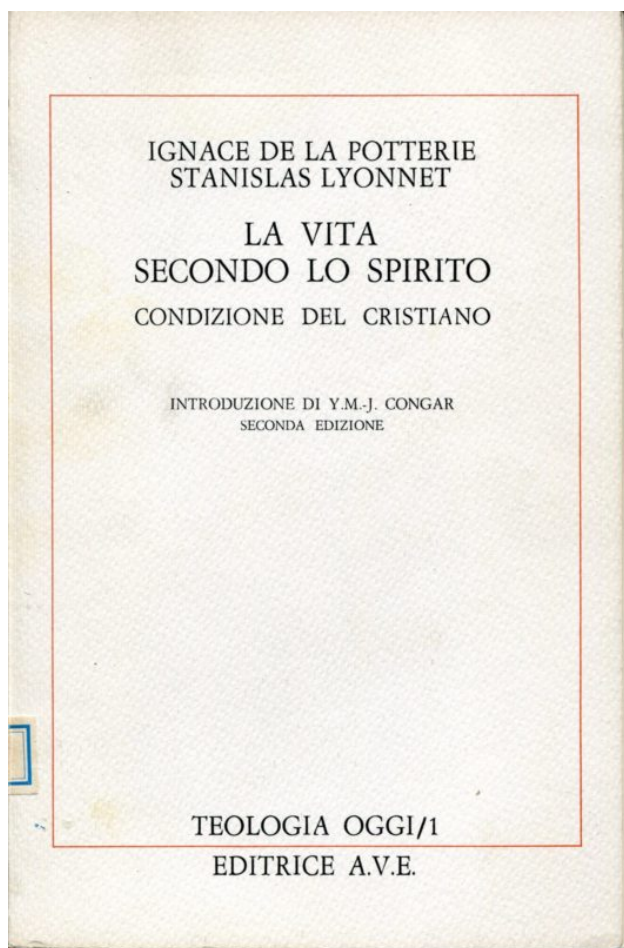 IGNACE DE LA POTTERIE
STANISLAS LYONNET
LA VITA
SECONDO LO SPIRITO
CONDIZIONE DEL CRISTIANO
INTRODUZIONE DI Y.M.-J. CONGAR
SECONDA EDIZIONE
TEOLOGIA OGGI/1
EDITRICE A.V.E.